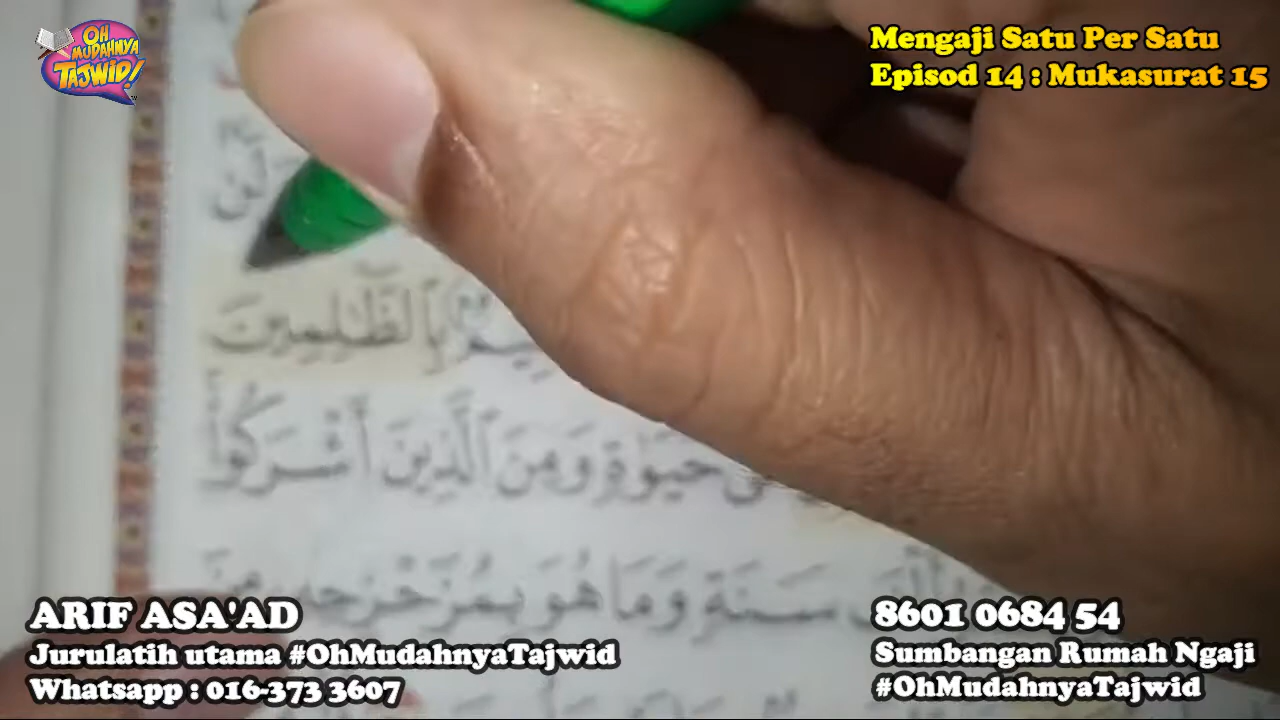 OH
MUDAHNYA
TAJWID!
Mengaji Satu Per Satu
Episod 14 : Mukasurat 15
بِٱلظَّـٰلِمِينَ
حَيَوٰةٍ وَمِنَ ٱلَّذِينَ أَشْرَكُوا۟
سَنَةٍ وَمَا هُوَ بِمُزَحْزِحِهِۦ مِنَ
ARIF ASA'AD
Jurulatih utama #OhMudahnyaTajwid
Whatsapp : 016-373 3607
8601 0684 54
Sumbangan Rumah Ngaji
#OhMudahnyaTajwid